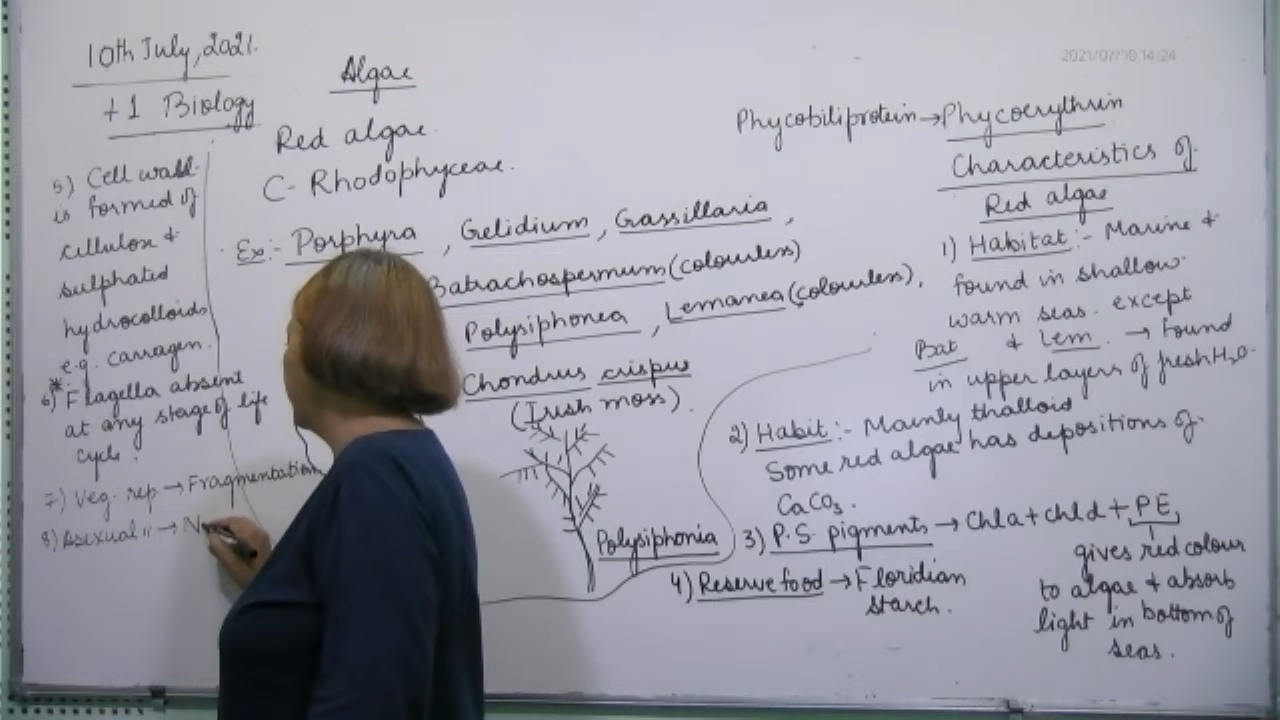 10th July, 2021.
+1 Biology
Algae
Red algae.
C- Rhodophyceae.
Ex:- Porphyra, Gelidium, Gassillaria,
Batrachospermum (colourless)
Polysiphonea, Lemanea (colourless),
Chondrus crispus
(Irish moss).
Polysiphonia
2021/07/10 14:24
Phycobiliprotein → Phycoerythrin
Characteristics of
Red algae
1) Habitat:- Marine &
found in shallow
warm seas. except
Bat & Lem. → Found
in upper layers of fresh H2O.
2) Habit:- Mainly thalloid
Some red algae has depositions of
CaCO3.
3) P.S. pigments → Chl a + chl d + PE,
gives red colour
to algae & absorb
light in bottom of
seas.
4) Reserve food → Floridian
starch.
5) Cell wall
is formed of
cellulose &
sulphated
hydrocolloids
e.g. carragen.
6) Flagella absent
at any stage of life
cycle.
7) Veg. rep → Fragmentation
8) Asexual " → N